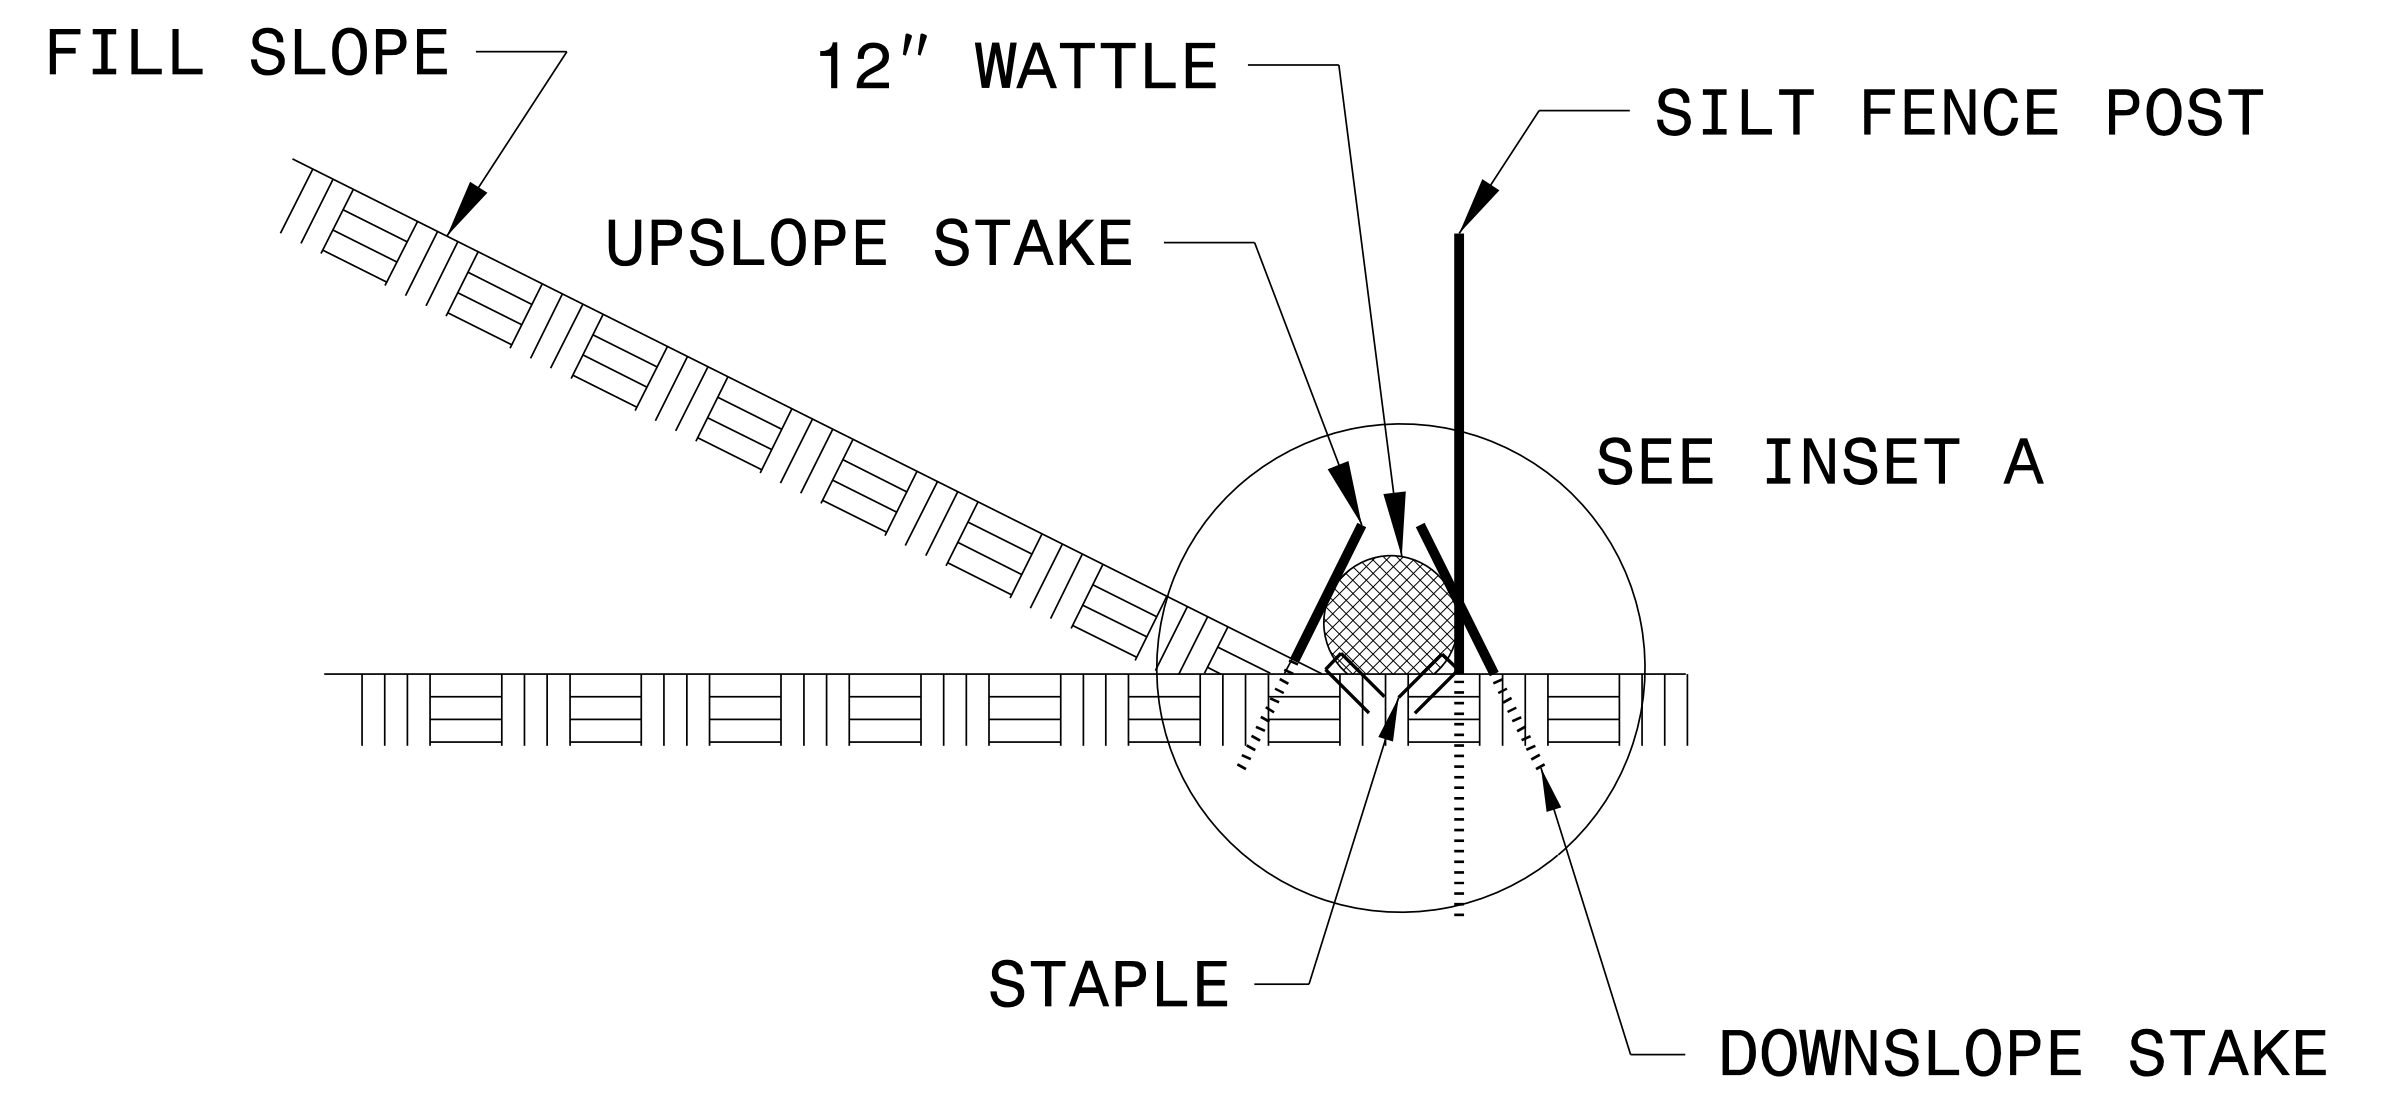 FILL SLOPE
12" WATTLE
SILT FENCE POST
UPSLOPE STAKE
SEE INSET A
STAPLE
DOWNSLOPE STAKE